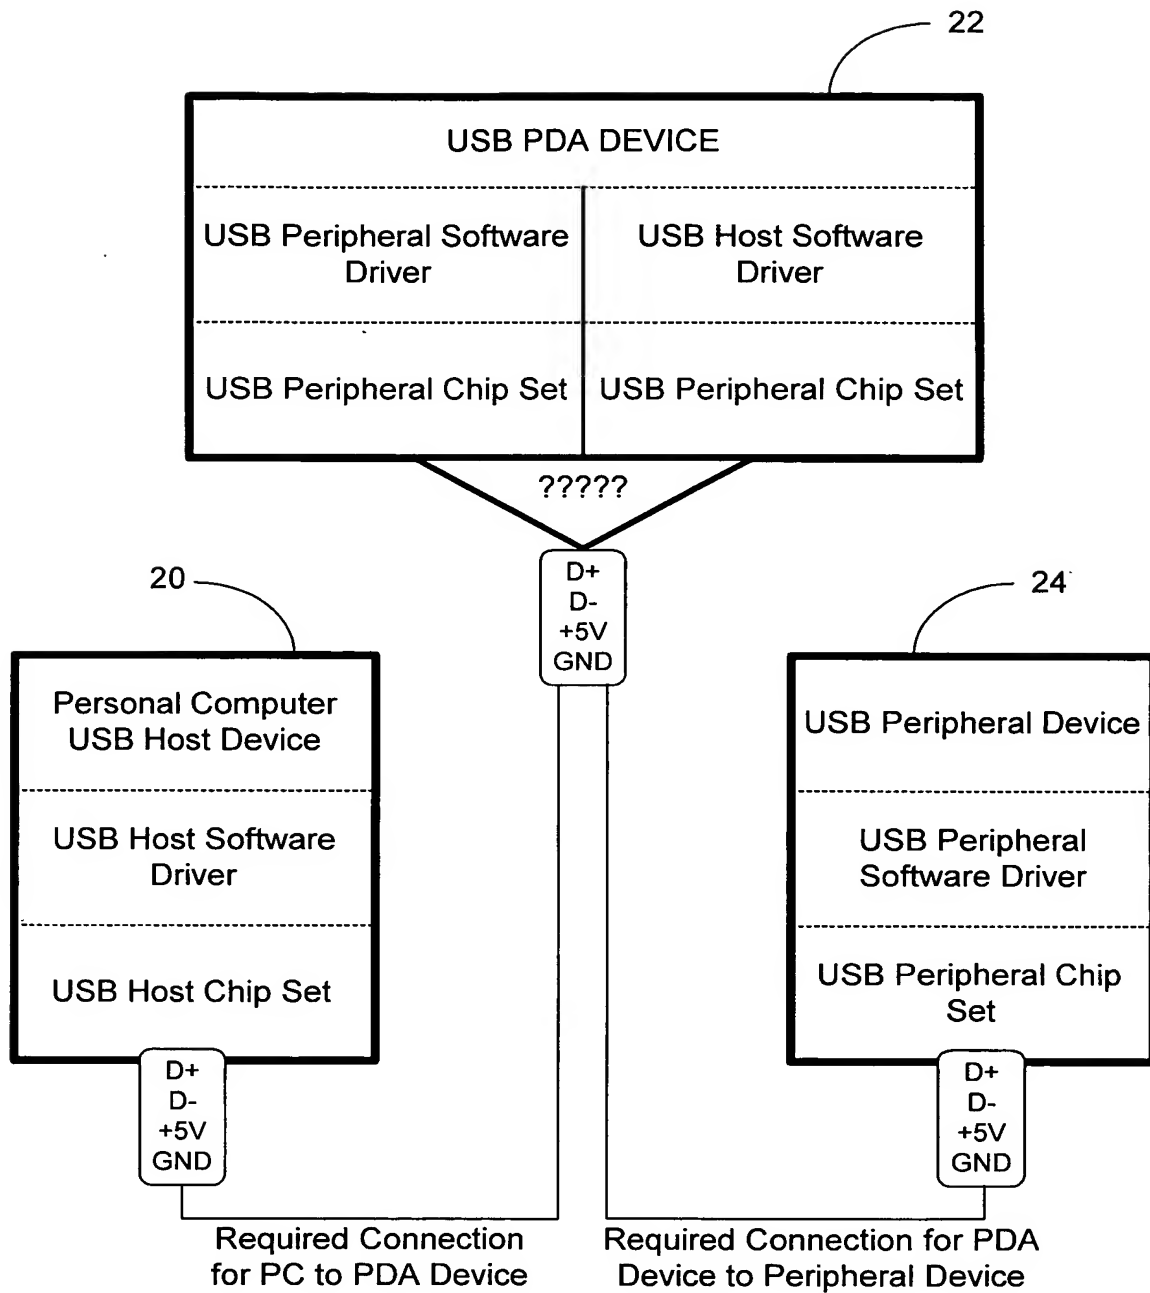 22
USB PDA DEVICE
USB Peripheral Software
Driver
USB Host Software
Driver
USB Peripheral Chip Set
USB Peripheral Chip Set
?????
D+
D-
+5V
GND
20
Personal Computer
USB Host Device
USB Host Software
Driver
USB Host Chip Set
D+
D-
+5V
GND
24
USB Peripheral Device
USB Peripheral
Software Driver
USB Peripheral Chip
Set
D+
D-
+5V
GND
Required Connection
for PC to PDA Device
Required Connection for PDA
Device to Peripheral Device